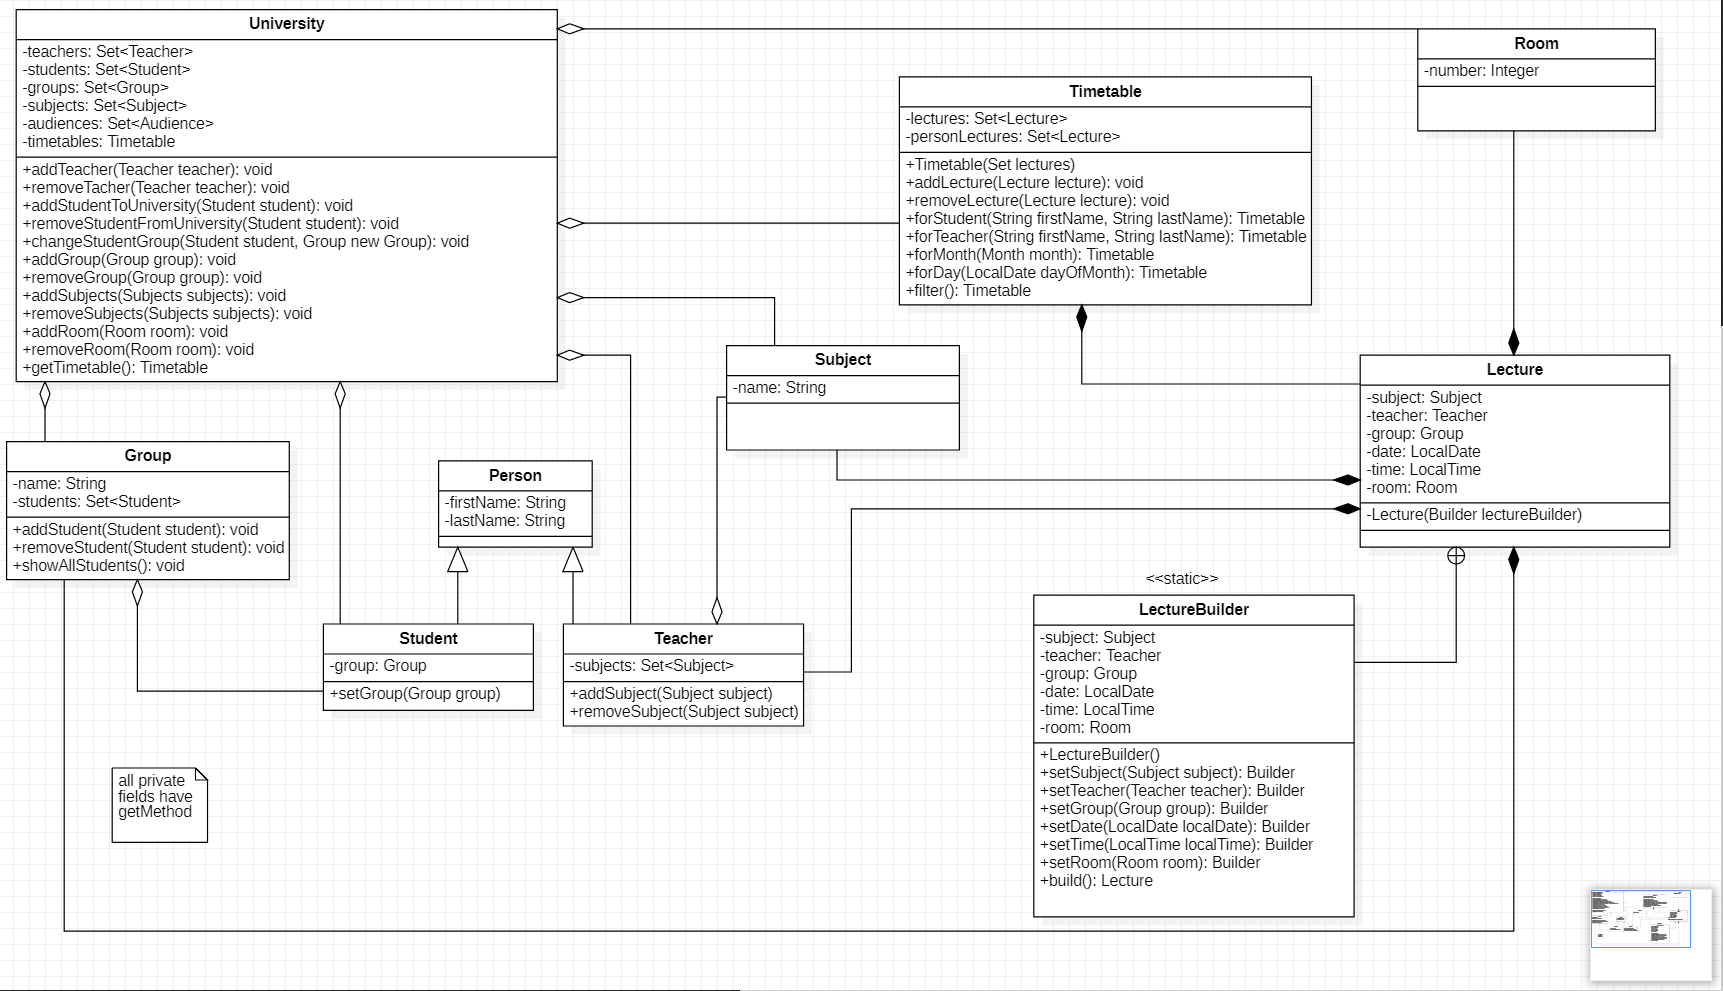 University
-teachers: Set<Teacher>
-students: Set<Student>
-groups: Set<Group>
-subjects: Set<Subject>
-audiences: Set<Audience>
-timetables: Timetable
+addTeacher(Teacher teacher): void
+removeTacher(Teacher teacher): void
+addStudentToUniversity(Student student): void
+removeStudentFromUniversity(Student student): void
+changeStudentGroup(Student student, Group new Group): void
+addGroup(Group group): void
+removeGroup(Group group): void
+addSubjects(Subjects subjects): void
+removeSubjects(Subjects subjects): void
+addRoom(Room room): void
+removeRoom(Room room): void
+getTimetable(): Timetable
Room
-number: Integer
Timetable
-lectures: Set<Lecture>
-personLectures: Set<Lecture>
+Timetable(Set lectures)
+addLecture(Lecture lecture): void
+removeLecture(Lecture lecture): void
+forStudent(String firstName, String lastName): Timetable
+forTeacher(String firstName, String lastName): Timetable
+forMonth(Month month): Timetable
+forDay(LocalDate dayOfMonth): Timetable
+filter(): Timetable
Subject
-name: String
Lecture
-subject: Subject
-teacher: Teacher
-group: Group
-date: LocalDate
-time: LocalTime
-room: Room
-Lecture(Builder lectureBuilder)
Group
-name: String
-students: Set<Student>
+addStudent(Student student): void
+removeStudent(Student student): void
+showAllStudents(): void
Person
-firstName: String
-lastName: String
Student
-group: Group
+setGroup(Group group)
Teacher
-subjects: Set<Subject>
+addSubject(Subject subject)
+removeSubject(Subject subject)
<<static>>
LectureBuilder
-subject: Subject
-teacher: Teacher
-group: Group
-date: LocalDate
-time: LocalTime
-room: Room
+LectureBuilder()
+setSubject(Subject subject): Builder
+setTeacher(Teacher teacher): Builder
+setGroup(Group group): Builder
+setDate(LocalDate localDate): Builder
+setTime(LocalTime localTime): Builder
+setRoom(Room room): Builder
+build(): Lecture
all private
fields have
getMethod